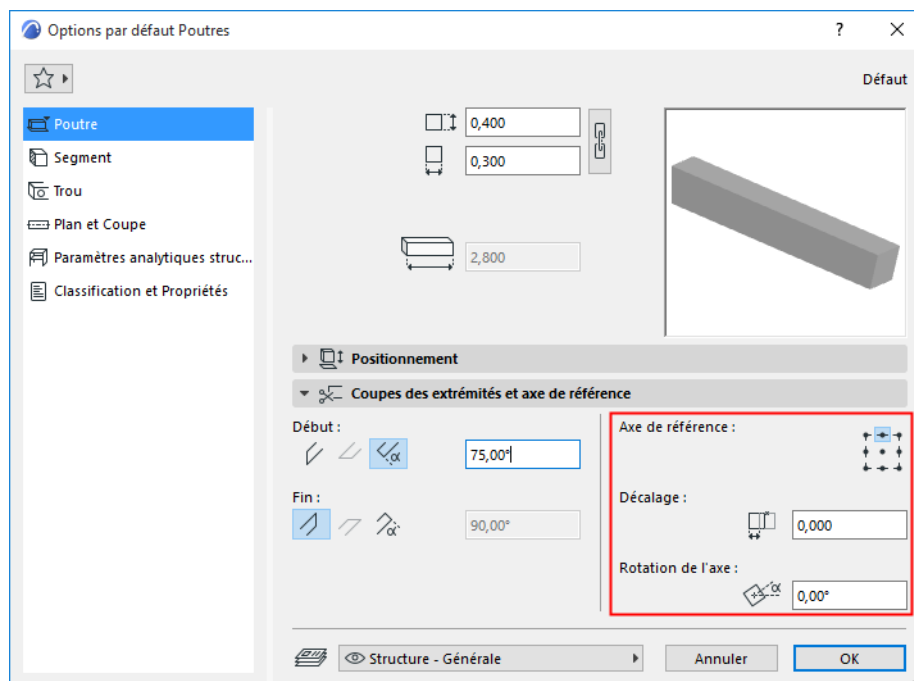 Options par défaut Poutres
?
Défaut
Poutre
Segment
Trou
Plan et Coupe
Paramètres analytiques struc...
Classification et Propriétés
0,400
0,300
2,800
Positionnement
Coupes des extrémités et axe de référence
Début :
α
75,00°
Fin :
α
90,00°
Axe de référence :
Décalage :
0,000
Rotation de l'axe :
α
0,00°
Structure - Générale
Annuler
OK